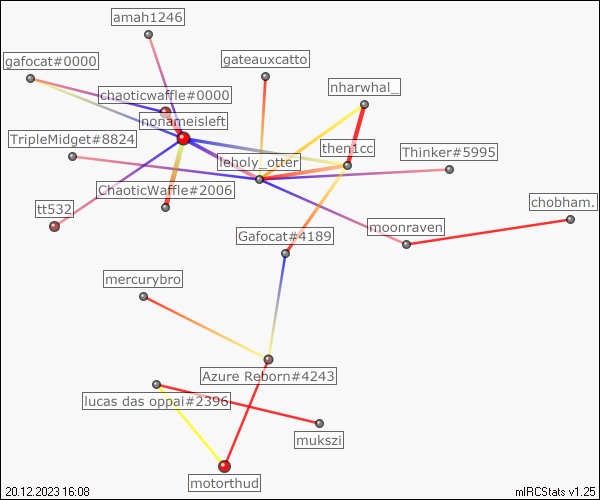 amah1246
gafocat#0000
gateauxcatto
nharwhal_
chaoticwaffle#0000
nonameisleft
TripleMidget#8824
then1cc
Thinker#5995
leholy_otter
ChaoticWaffle#2006
tt532
chobham.
moonraven
Gafocat#4189
mercurybro
Azure Reborn#4243
lucas das oppai#2396
mukszi
motorthud
20.12.2023 16:08
mIRCStats v1.25